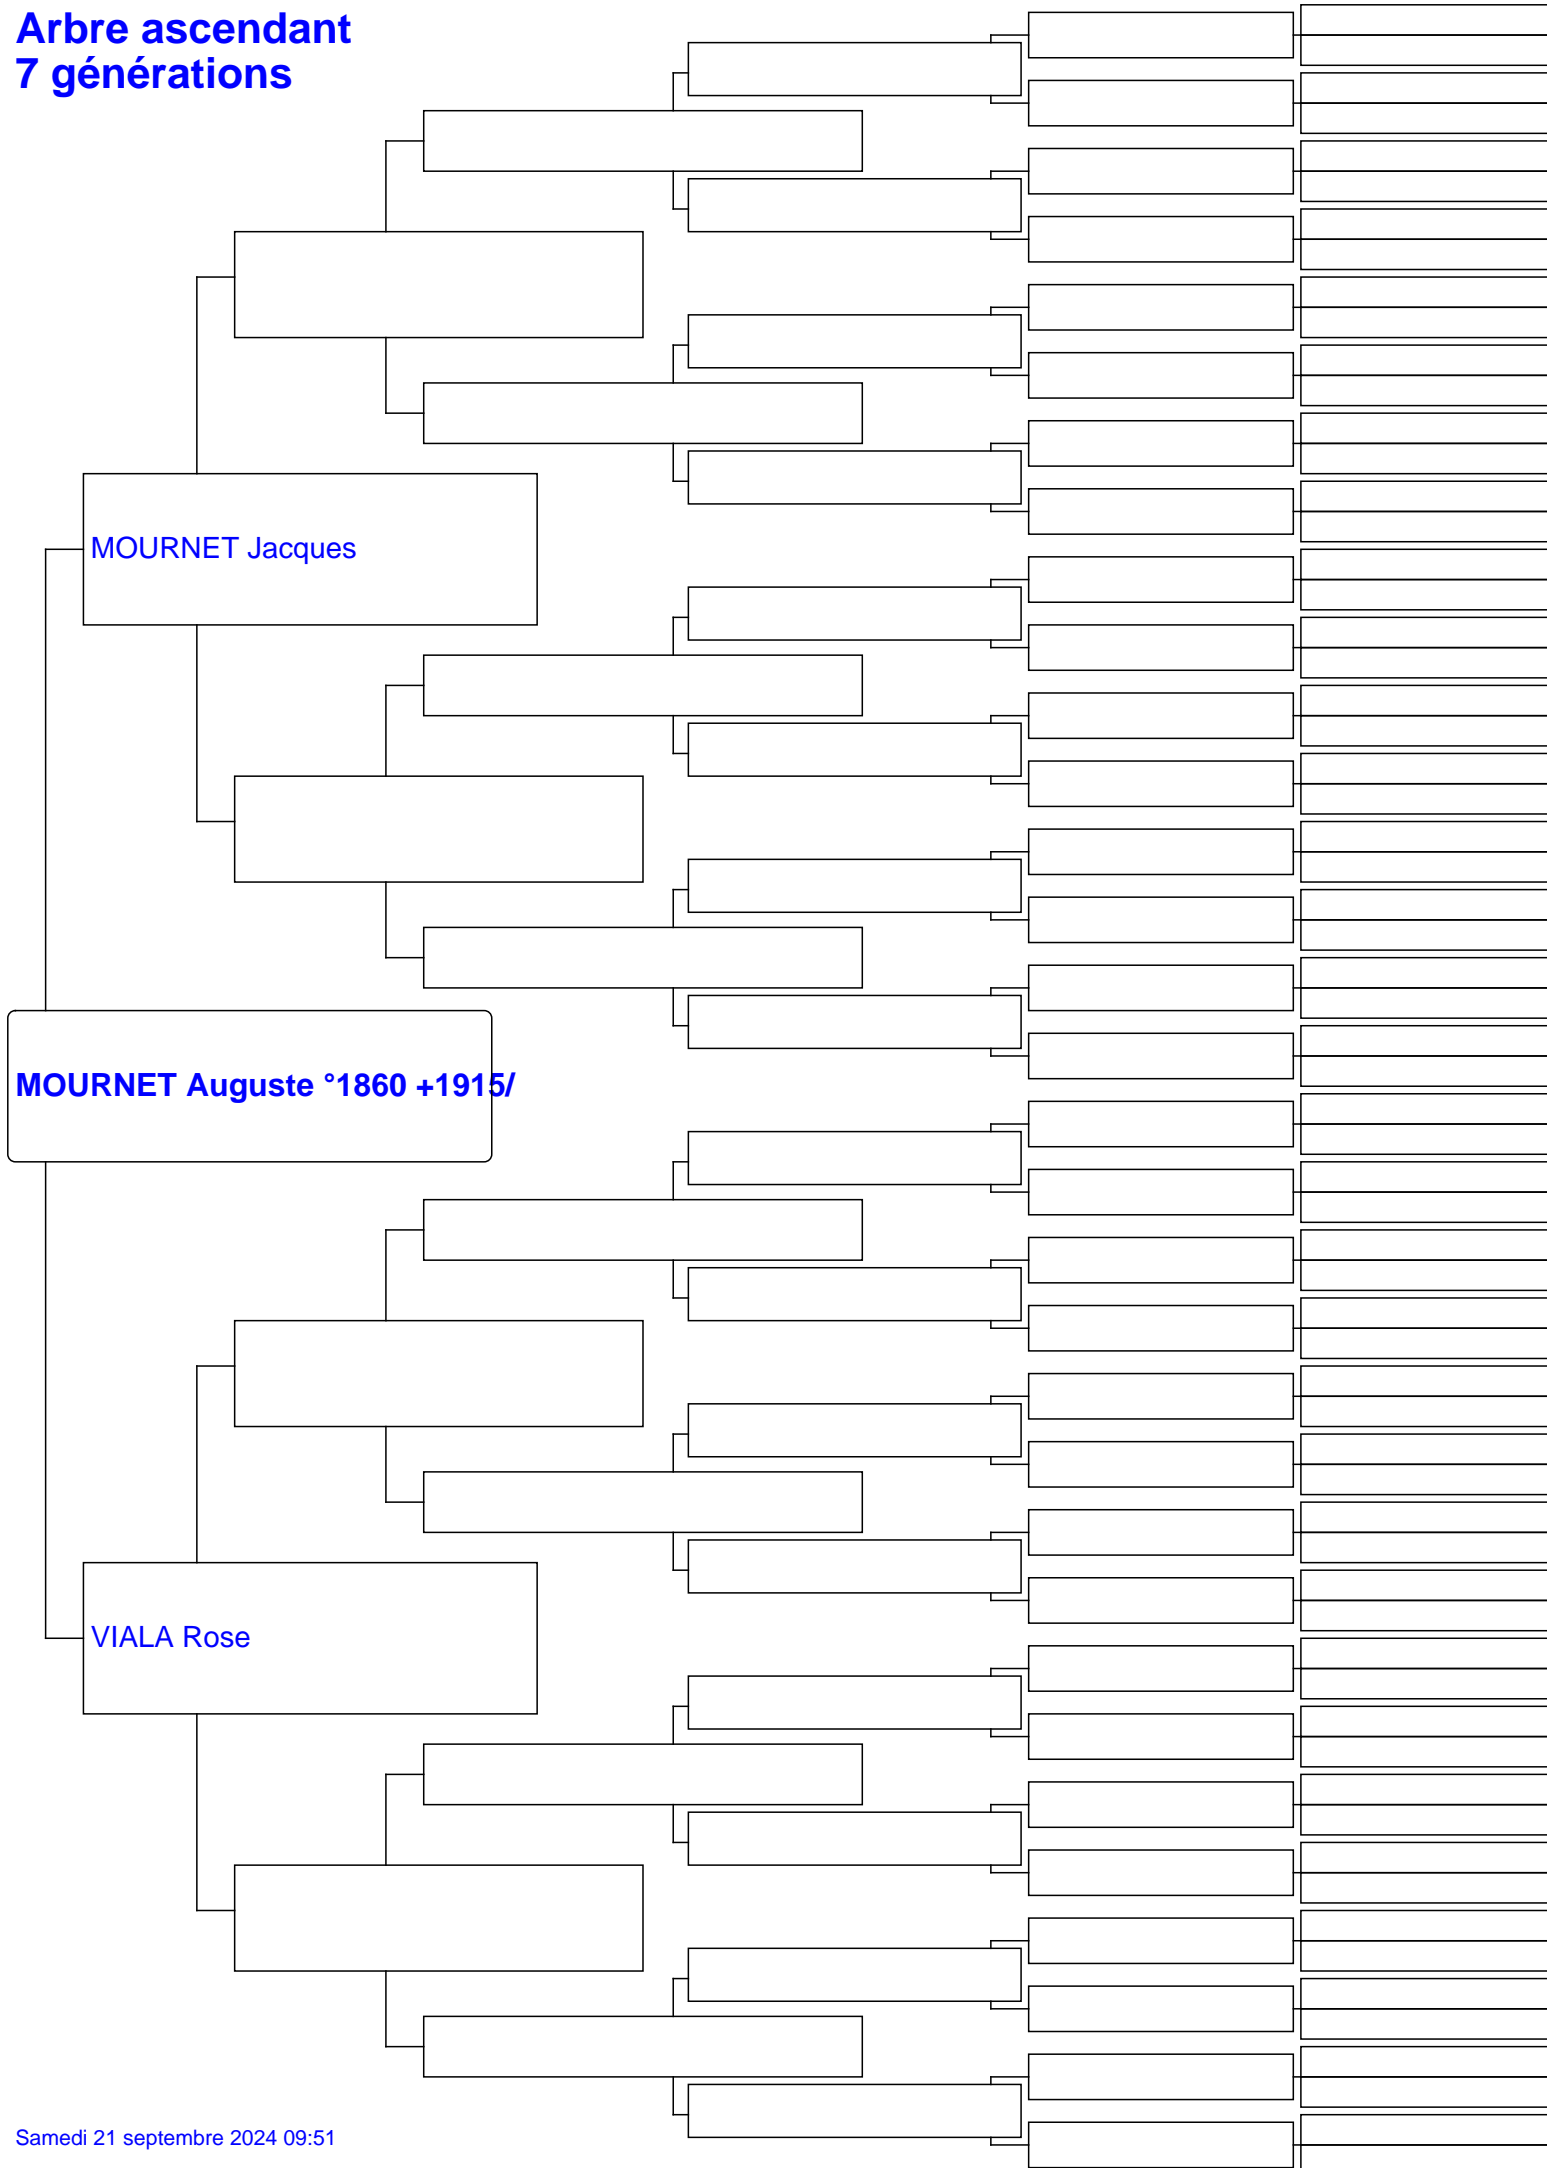 Arbre ascendant
7 générations
MOURNET Jacques
MOURNET Auguste °1860 +1915/
VIALA Rose
Samedi 21 septembre 2024 09:51